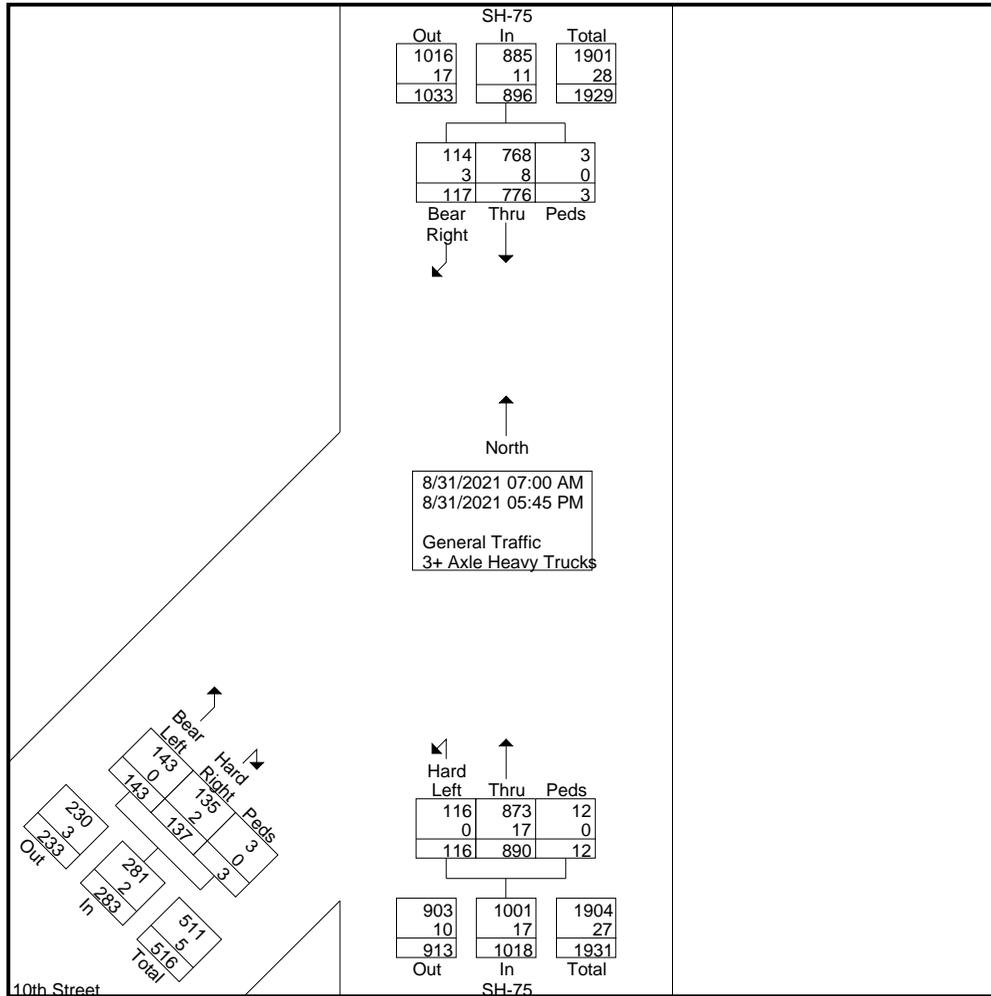 SH-75
Out In Total
1016 885 1901
17 11 28
1033 896 1929
114 768 3
3 8 0
117 776 3
Bear Thru Peds
Right
North
8/31/2021 07:00 AM
8/31/2021 05:45 PM
General Traffic
3+ Axle Heavy Trucks
Bear
Left
Hard
Right
Peds
143 135 3
0 2 0
143 137 3
230
3
233
Out
281
2
283
In
511
5
516
Total
10th Street
Hard
Left Thru Peds
116 873 12
0 17 0
116 890 12
903 1001 1904
10 17 27
913 1018 1931
Out In Total
SH-75